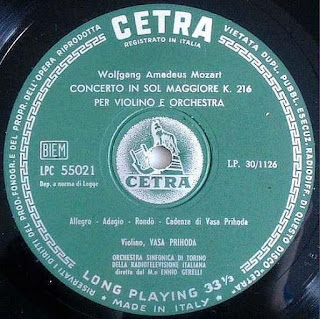 CETRA
REGISTRATO IN ITALIA
Wolfgang Amadeus Mozart
CONCERTO IN SOL MAGGIORE K. 216
PER VIOLINO E ORCHESTRA
BIEM
LPC 55021
Dep. a norma di Legge
LP. 30/1126
CETRA
Allegro - Adagio - Rondò - Cadenze di Vasa Prihoda
Violino, VASA PRIHODA
ORCHESTRA SINFONICA DI TORINO
DELLA RADIOTELEVISIONE ITALIANA
diretta dal M.o ENNIO GERELLI
LONG PLAYING 33⅓
MADE IN ITALY
RISERVATI I DIRITTI DEL PROD. FONOGR. E DEL PROPR. DELL'OPERA RIPRODOTTA
VIETATA DUPL. PUBBL. ESECUZ. RADIODIFF. DI QUESTO DISCO "CETRA"